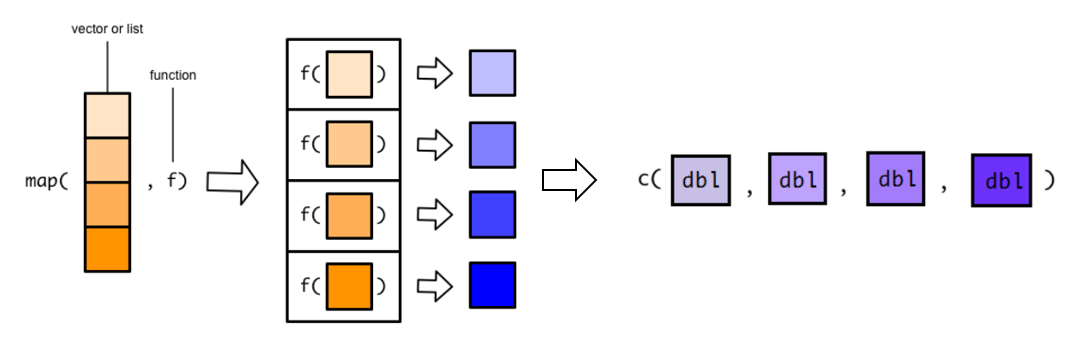 vector or list
function
map( , f)
f( )
f( )
f( )
f( )
c( dbl , dbl , dbl , dbl )